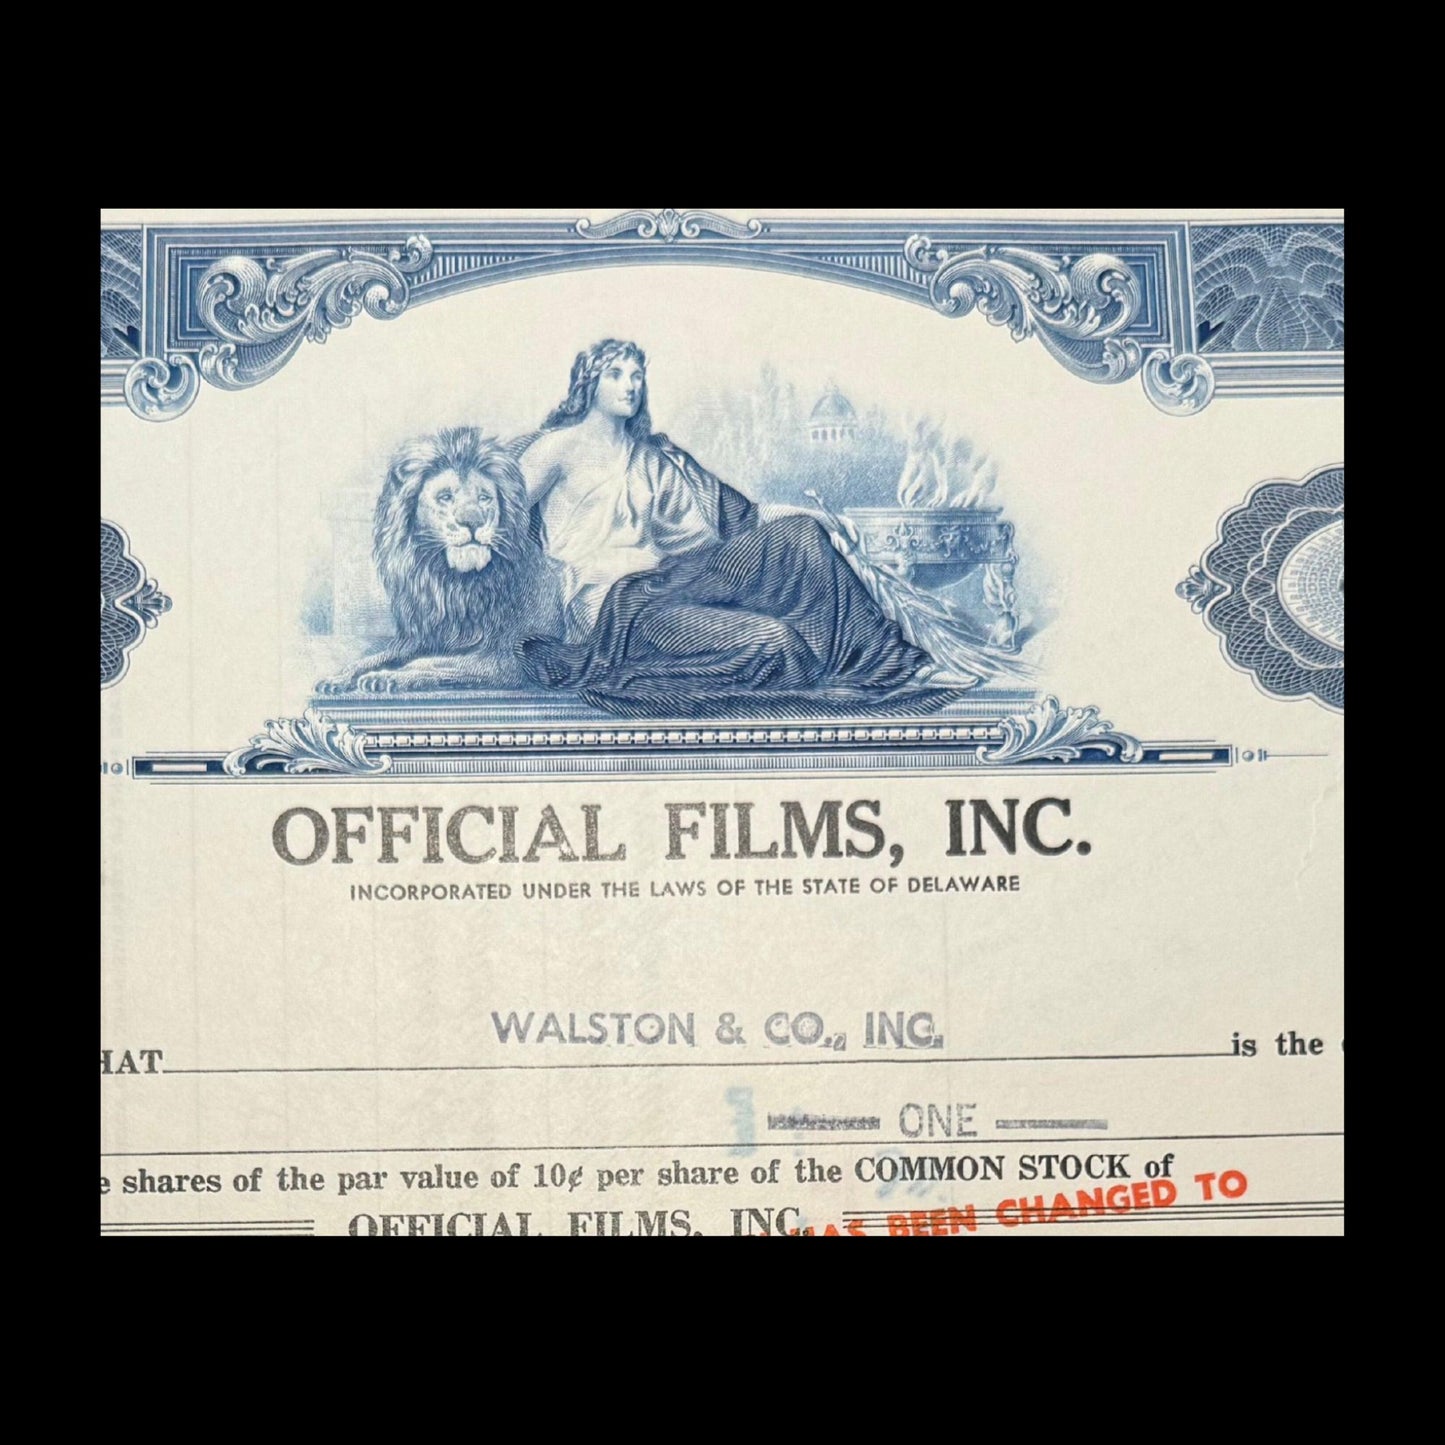 OFFICIAL FILMS, INC.
INCORPORATED UNDER THE LAWS OF THE STATE OF DELAWARE
WALSTON & CO., INC.
HAT is the
ONE
e shares of the par value of 10¢ per share of the COMMON STOCK of
OFFICIAL FILMS, INC.
HAS BEEN CHANGED TO